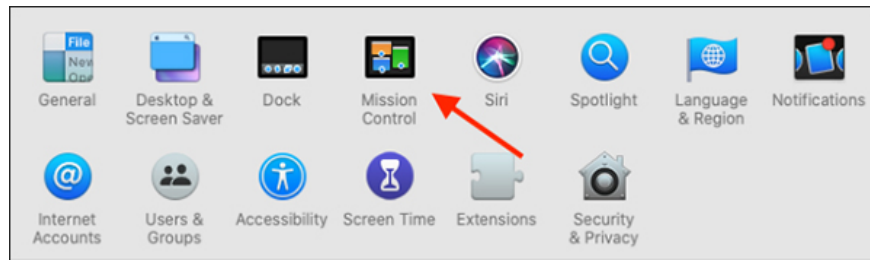 File
New
Ope
General
Desktop &
Screen Saver
Dock
Mission
Control
Siri
Spotlight
Language
& Region
Notifications
Internet
Accounts
Users &
Groups
Accessibility
Screen Time
Extensions
Security
& Privacy